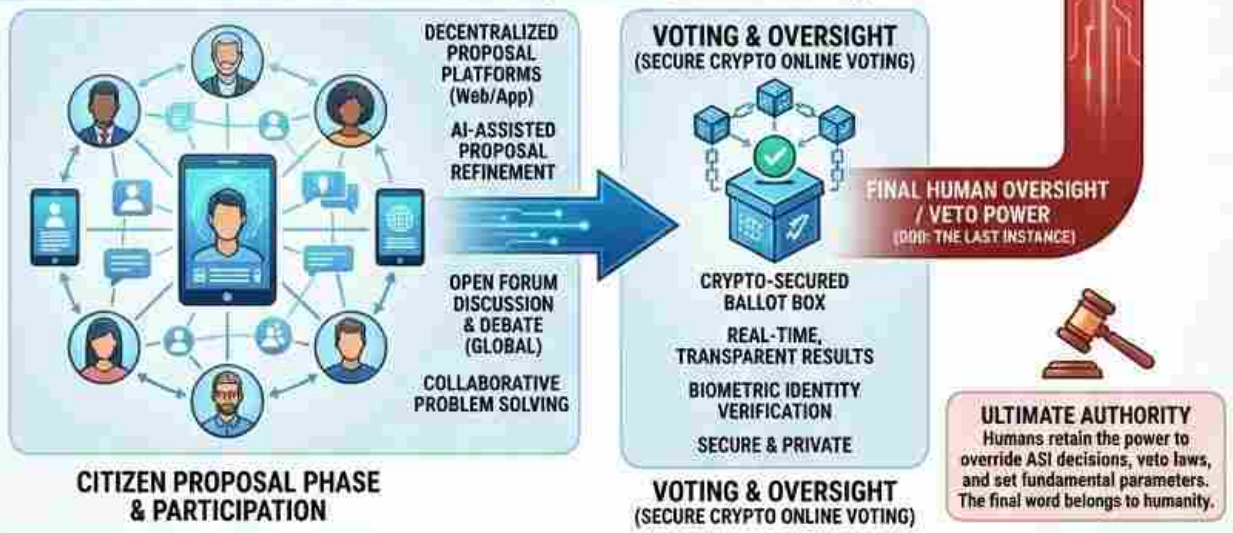 DECENTRALIZED
PROPOSAL
PLATFORMS
(Web/App)
AI-ASSISTED
PROPOSAL
REFINEMENT
OPEN FORUM
DISCUSSION
& DEBATE
(GLOBAL)
COLLABORATIVE
PROBLEM SOLVING
CITIZEN PROPOSAL PHASE
& PARTICIPATION
VOTING & OVERSIGHT
(SECURE CRYPTO ONLINE VOTING)
CRYPTO-SECURED
BALLOT BOX
REAL-TIME,
TRANSPARENT RESULTS
BIOMETRIC IDENTITY
VERIFICATION
SECURE & PRIVATE
VOTING & OVERSIGHT
(SECURE CRYPTO ONLINE VOTING)
FINAL HUMAN OVERSIGHT
/ VETO POWER
THE LAST INSTANCE)
ULTIMATE AUTHORITY
Humans retain the power to
override ASI decisions, veto laws,
and set fundamental parameters.
The final word belongs to humanity.